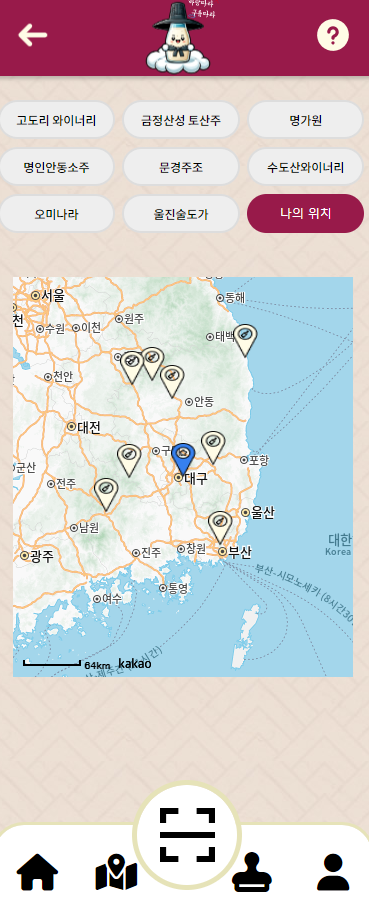 고도리 와이너리
금정산성 토산주
명가원
명인안동소주
문경주조
수도산와이너리
오미나라
울진술도가
나의 위치
서울
동해
수원
이천
원주
태백
천안
안동
대전
포항
군산
대구
전주
울산
남원
대한
Korea
광주
진주
창원
부산
통영
여수
부산-시모노세키 (8시간30
64km
kakao